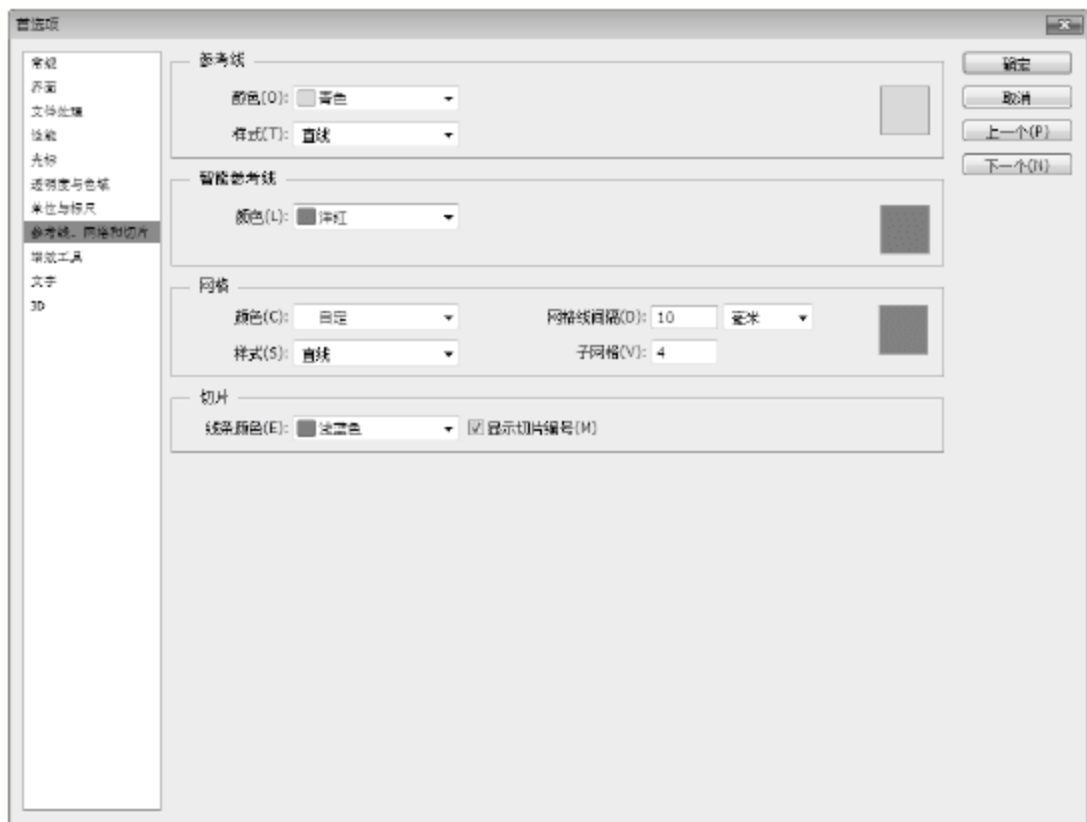 首选项
常规
界面
文件处理
性能
光标
透明度与色域
单位与标尺
参考线、网格和切片
增效工具
文字
3D
参考线
颜色(O): 青色
样式(T): 直线
智能参考线
颜色(L): 洋红
网格
颜色(C): 自定 网格线间隔(D): 10 毫米
样式(S): 直线 子网格(V): 4
切片
线条颜色(E): 浅蓝色 显示切片编号(M)
确定
取消
上一个(P)
下一个(N)